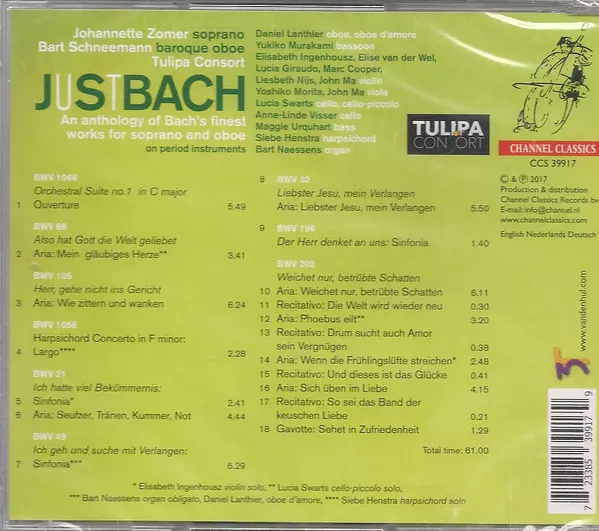 Johannette Zomer soprano
Bart Schneemann baroque oboe
Tulipa Consort
JUSTBACH
An anthology of Bach's finest
works for soprano and oboe
on period instruments
Daniel Lanthier oboe, oboe d'amore
Yukiko Murakami bassoon
Elisabeth Ingenhousz, Elise van der Wel,
Lucia Giraudo, Marc Cooper,
Liesbeth Nijs, John Ma violin
Yoshiko Morita, John Ma viola
Lucia Swarts cello, cello-piccolo
Anne-Linde Visser cello
Maggie Urquhart bass
Siebe Henstra harpsichord
Bart Naessens organ
TULIPA
CONSORT
CHANNEL CLASSICS
CCS 39917
© & ℗ 2017
Production & distribution
Channel Classics Records bv
E-mail: info@channel.nl
www.channelclassics.com
English Nederlands Deutsch
BWV 1066
Orchestral Suite no.1 in C major
1 Ouverture 5.49
BWV 68
Also hat Gott die Welt geliebet
2 Aria: Mein gläubiges Herze** 3.41
BWV 105
Herr, gehe nicht ins Gericht
3 Aria: Wie zittern und wanken 6.24
BWV 1056
Harpsichord Concerto in F minor:
4 Largo**** 2.28
BWV 21
Ich hatte viel Bekümmernis:
5 Sinfonia* 2.41
6 Aria: Seufzer, Tränen, Kummer, Not 4.44
BWV 49
Ich geh und suche mit Verlangen:
7 Sinfonia*** 6.29
8 BWV 32
Liebster Jesu, mein Verlangen
Aria: Liebster Jesu, mein Verlangen 5.50
9 BWV 196
Der Herr denket an uns: Sinfonia 1.40
BWV 202
Weichet nur, betrübte Schatten
10 Aria: Weichet nur, betrübte Schatten 6.11
11 Recitativo: Die Welt wird wieder neu 0.30
12 Aria: Phoebus eilt** 3.20
13 Recitativo: Drum sucht auch Amor
sein Vergnügen 0.38
14 Aria: Wenn die Frühlingslüfte streichen* 2.48
15 Recitativo: Und dieses ist das Glücke 0.41
16 Aria: Sich üben im Liebe 4.15
17 Recitativo: So sei das Band der
keuschen Liebe 0.21
18 Gavotte: Sehet in Zufriedenheit 1.29
Total time: 61.00
* Elisabeth Ingenhousz violin solo, ** Lucia Swarts cello-piccolo solo,
*** Bart Naessens organ obligato, Daniel Lanthier, oboe d'amore, **** Siebe Henstra harpsichord solo
www.vandenhul.com
7 23385 39917 9